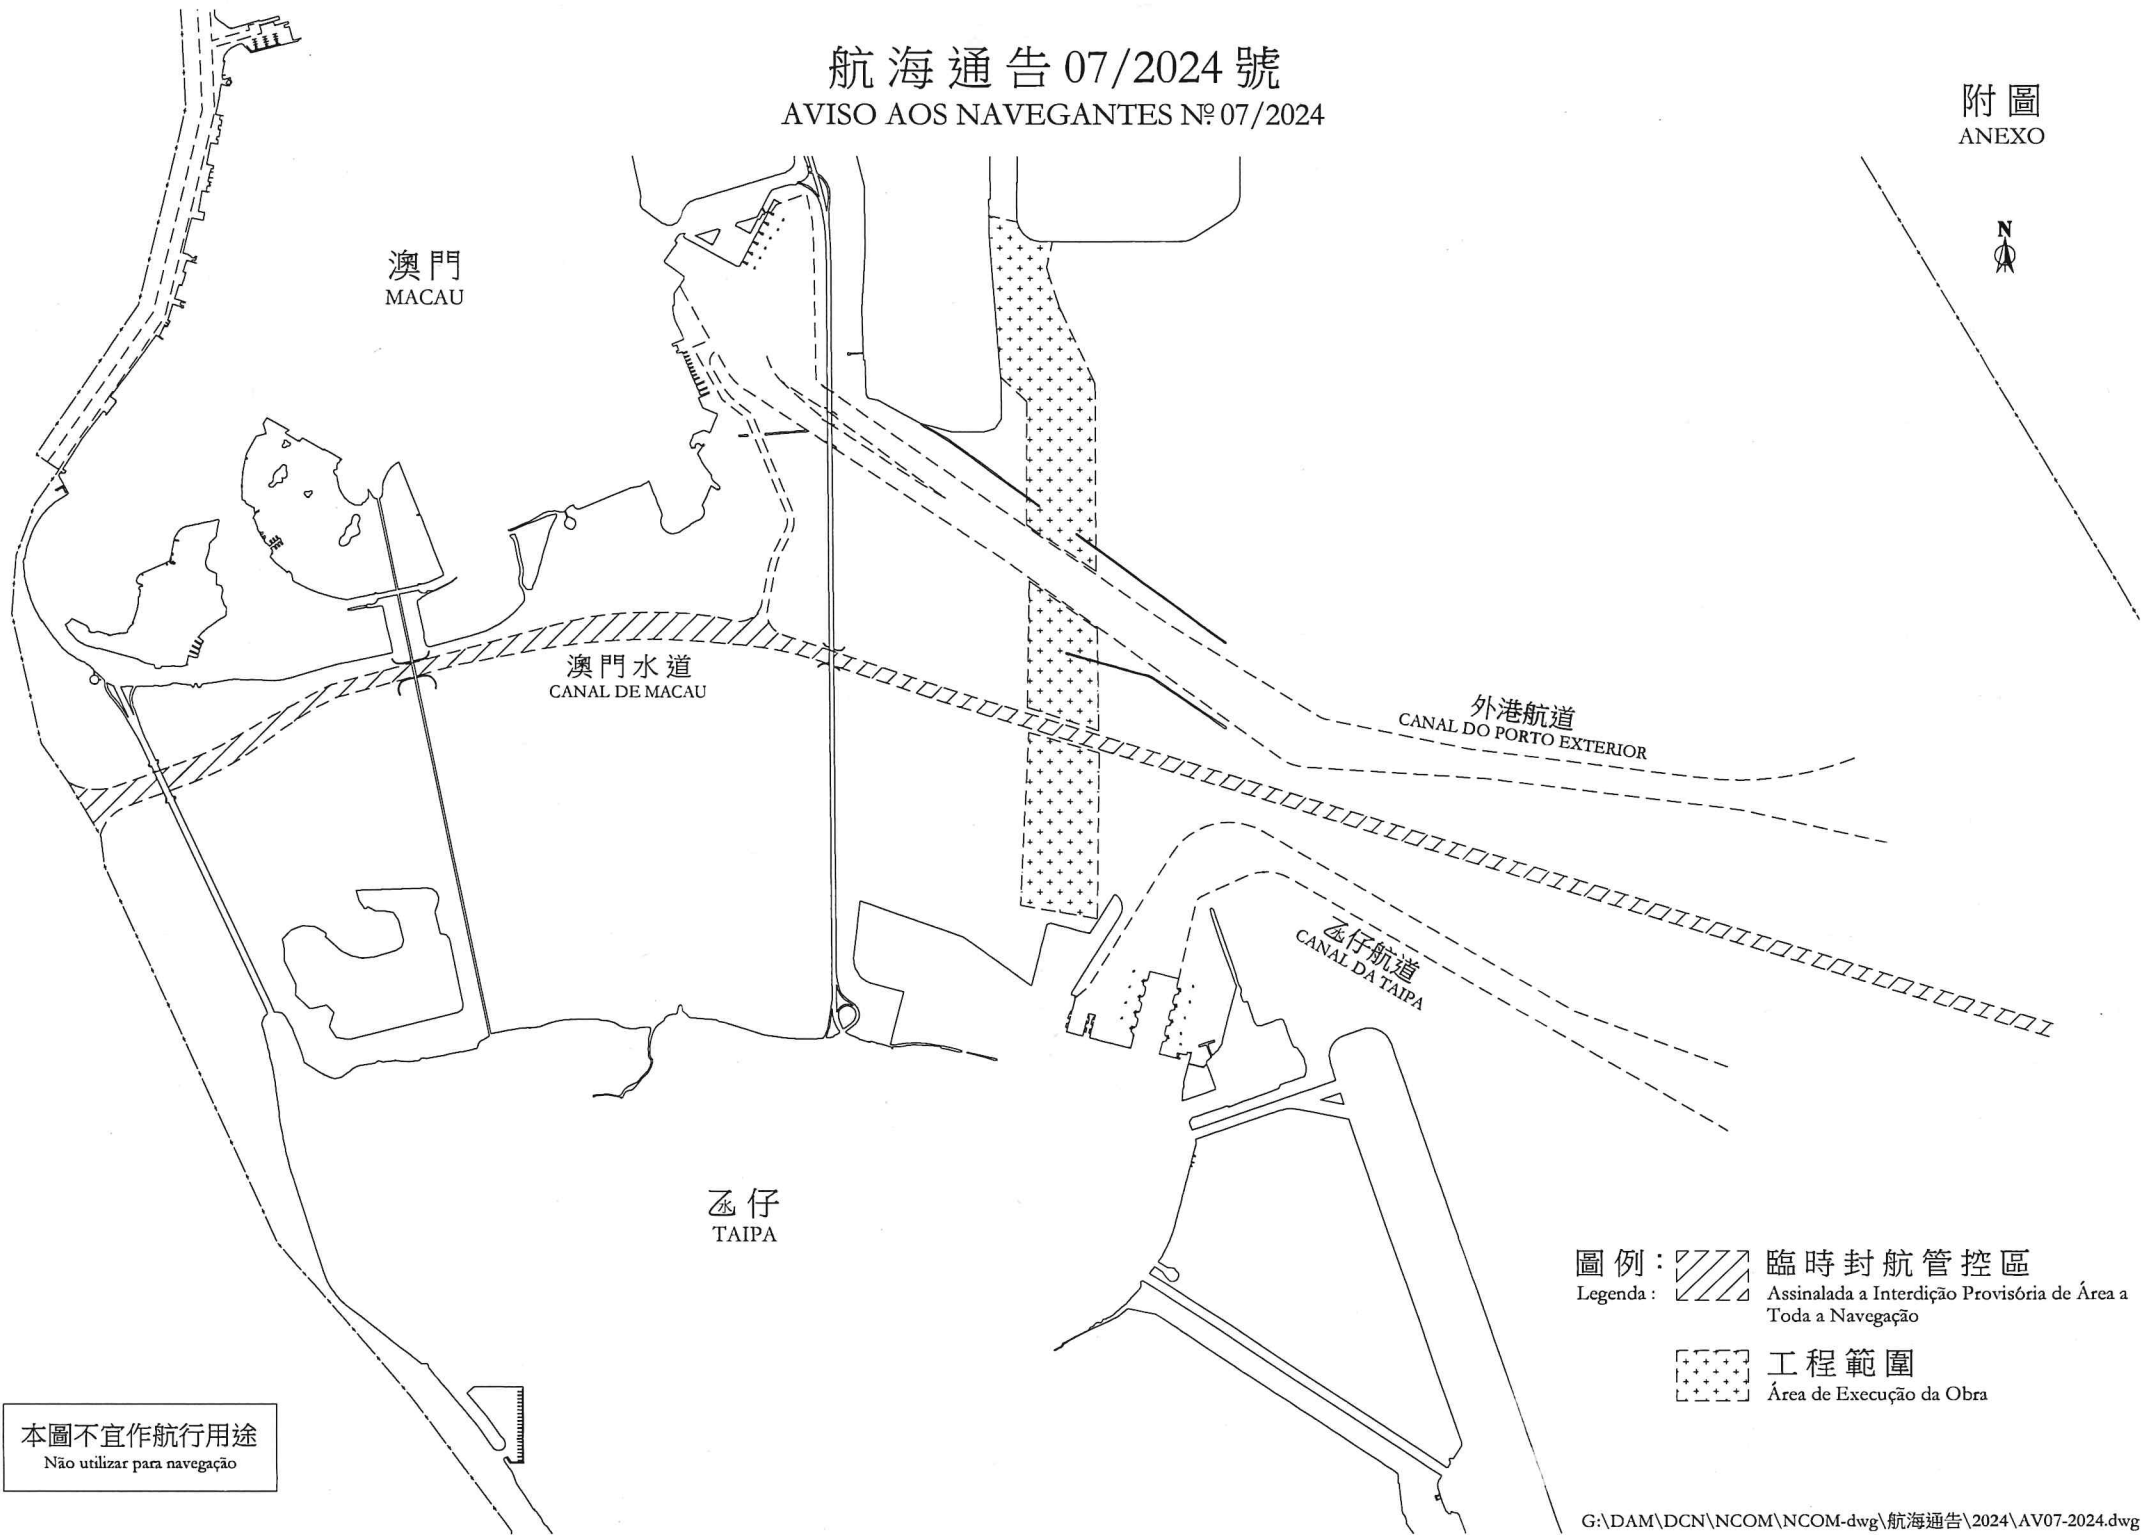 航海通告07/2024號
AVISO AOS NAVEGANTES Nº 07/2024
附圖
ANEXO
N
澳門
MACAU
澳門水道
CANAL DE MACAU
外港航道
CANAL DO PORTO EXTERIOR
氹仔航道
CANAL DA TAIPA
氹仔
TAIPA
圖例：
Legenda :
臨時封航管控區
Assinalada a Interdição Provisória de Área a
Toda a Navegação
工程範圍
Área de Execução da Obra
本圖不宜作航行用途
Não utilizar para navegação
G:\DAM\DCN\NCOM\NCOM-dwg\航海通告\2024\AV07-2024.dwg